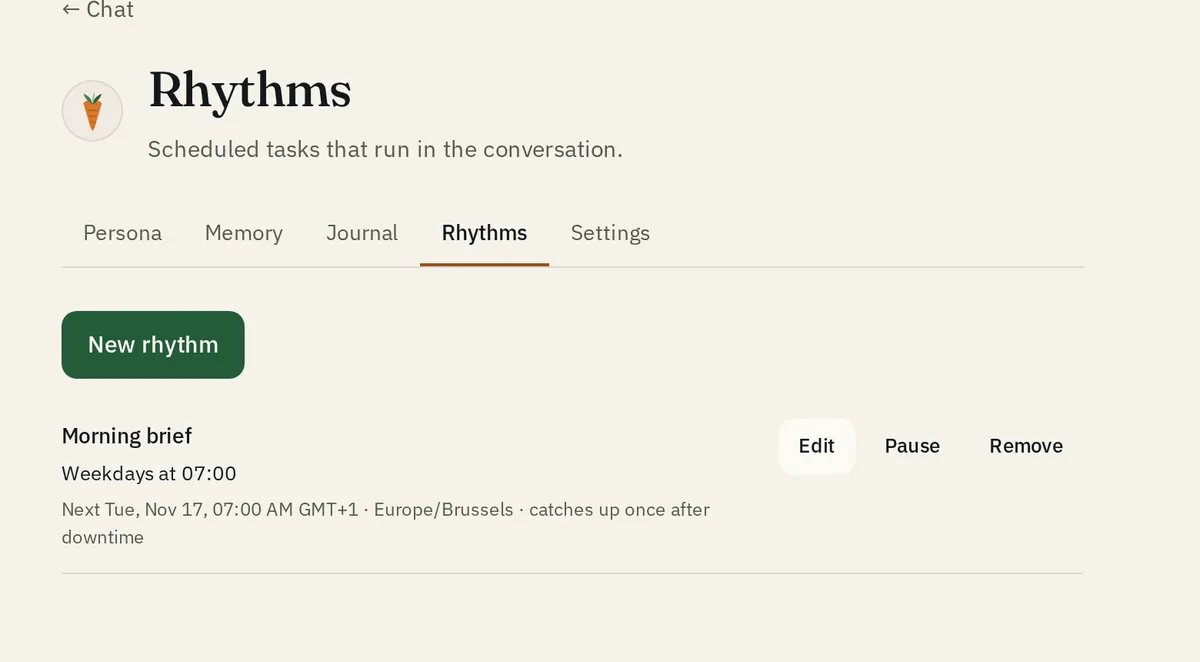 ← Chat
Rhythms
Scheduled tasks that run in the conversation.
Persona Memory Journal Rhythms Settings
New rhythm
Morning brief
Edit Pause Remove
Weekdays at 07:00
Next Tue, Nov 17, 07:00 AM GMT+1 · Europe/Brussels · catches up once after
downtime